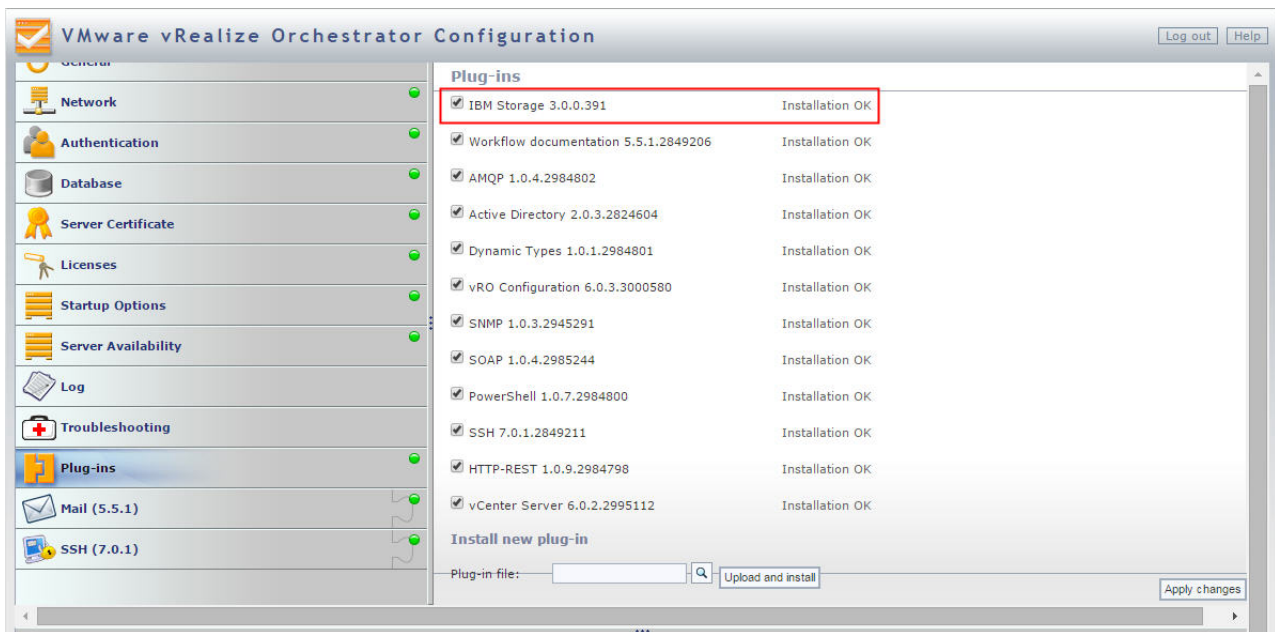 VMware vRealize Orchestrator Configuration
Log out
Help
General
Network
Authentication
Database
Server Certificate
Licenses
Startup Options
Server Availability
Log
Troubleshooting
Plug-ins
Mail (5.5.1)
SSH (7.0.1)
Plug-ins
IBM Storage 3.0.0.391 Installation OK
Workflow documentation 5.5.1.2849206 Installation OK
AMQP 1.0.4.2984802 Installation OK
Active Directory 2.0.3.2824604 Installation OK
Dynamic Types 1.0.1.2984801 Installation OK
vRO Configuration 6.0.3.3000580 Installation OK
SNMP 1.0.3.2945291 Installation OK
SOAP 1.0.4.2985244 Installation OK
PowerShell 1.0.7.2984800 Installation OK
SSH 7.0.1.2849211 Installation OK
HTTP-REST 1.0.9.2984798 Installation OK
vCenter Server 6.0.2.2995112 Installation OK
Install new plug-in
Plug-in file: Upload and install
Apply changes